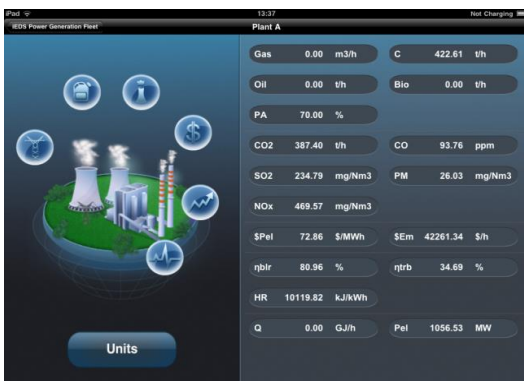 iPad 13:37 Not Charging
iEDS Power Generation Fleet Plant A
Gas 0.00 m3/h C 422.61 t/h
Oil 0.00 t/h Bio 0.00 t/h
PA 70.00 %
CO2 387.40 t/h CO 93.76 ppm
SO2 234.79 mg/Nm3 PM 26.03 mg/Nm3
NOx 469.57 mg/Nm3
$Pel 72.86 $/MWh $Em 42261.34 $/h
ηblr 80.96 % ηtrb 34.69 %
HR 10119.82 kJ/kWh
Q 0.00 GJ/h Pel 1056.53 MW
$
Units